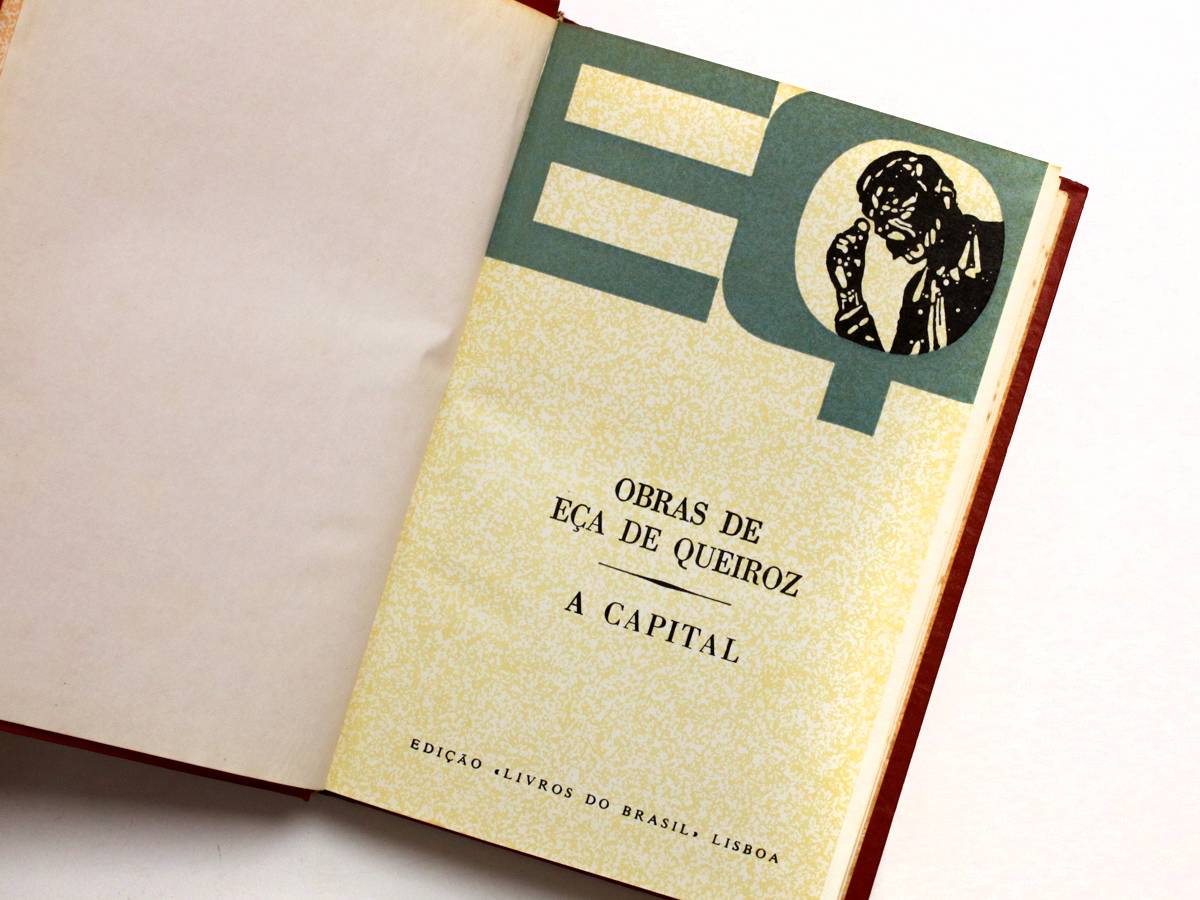 EQ
OBRAS DE
EÇA DE QUEIROZ
A CAPITAL
EDIÇÃO «LIVROS DO BRASIL» LISBOA